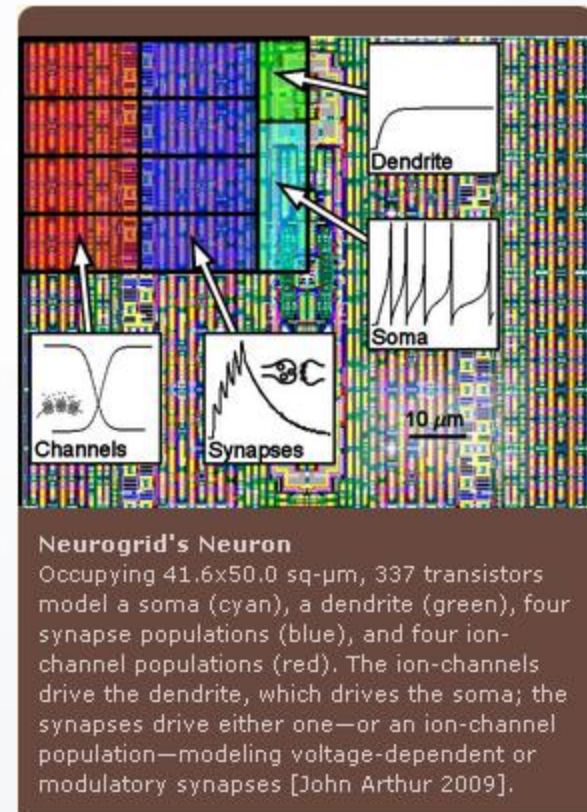 Dendrite
Soma
Channels
Synapses
10 μm
Neurogrid's Neuron
Occupying 41.6x50.0 sq-μm, 337 transistors
model a soma (cyan), a dendrite (green), four
synapse populations (blue), and four ion-
channel populations (red). The ion-channels
drive the dendrite, which drives the soma; the
synapses drive either one—or an ion-channel
population—modeling voltage-dependent or
modulatory synapses [John Arthur 2009].